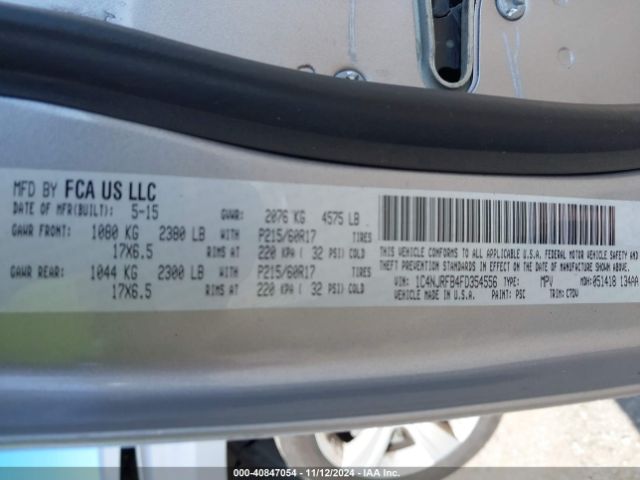 MFD BY FCA US LLC
DATE OF MFR(BUILT): 5-15 GVWR: 2076 KG 4575 LB
GAWR FRONT: 1080 KG 2380 LB WITH P215/60R17 TIRES
17X6.5 RIMS AT 220 KPA ( 32 PSI) COLD
GAWR REAR: 1044 KG 2300 LB WITH P215/60R17 TIRES
17X6.5 RIMS AT 220 KPA ( 32 PSI) COLD
THIS VEHICLE CONFORMS TO ALL APPLICABLE U.S.A. FEDERAL MOTOR VEHICLE SAFETY, BUMPER AND
THEFT PREVENTION STANDARDS IN EFFECT ON THE DATE OF MANUFACTURE SHOWN ABOVE.
VIN: 1C4NJRFB4FD354556 TYPE: MPV MDH: 051418 134AA
VEHICLE MADE IN U.S.A. PAINT: PSC TRIM: C7DV
000-40847054 - 11/12/2024 - IAA Inc.